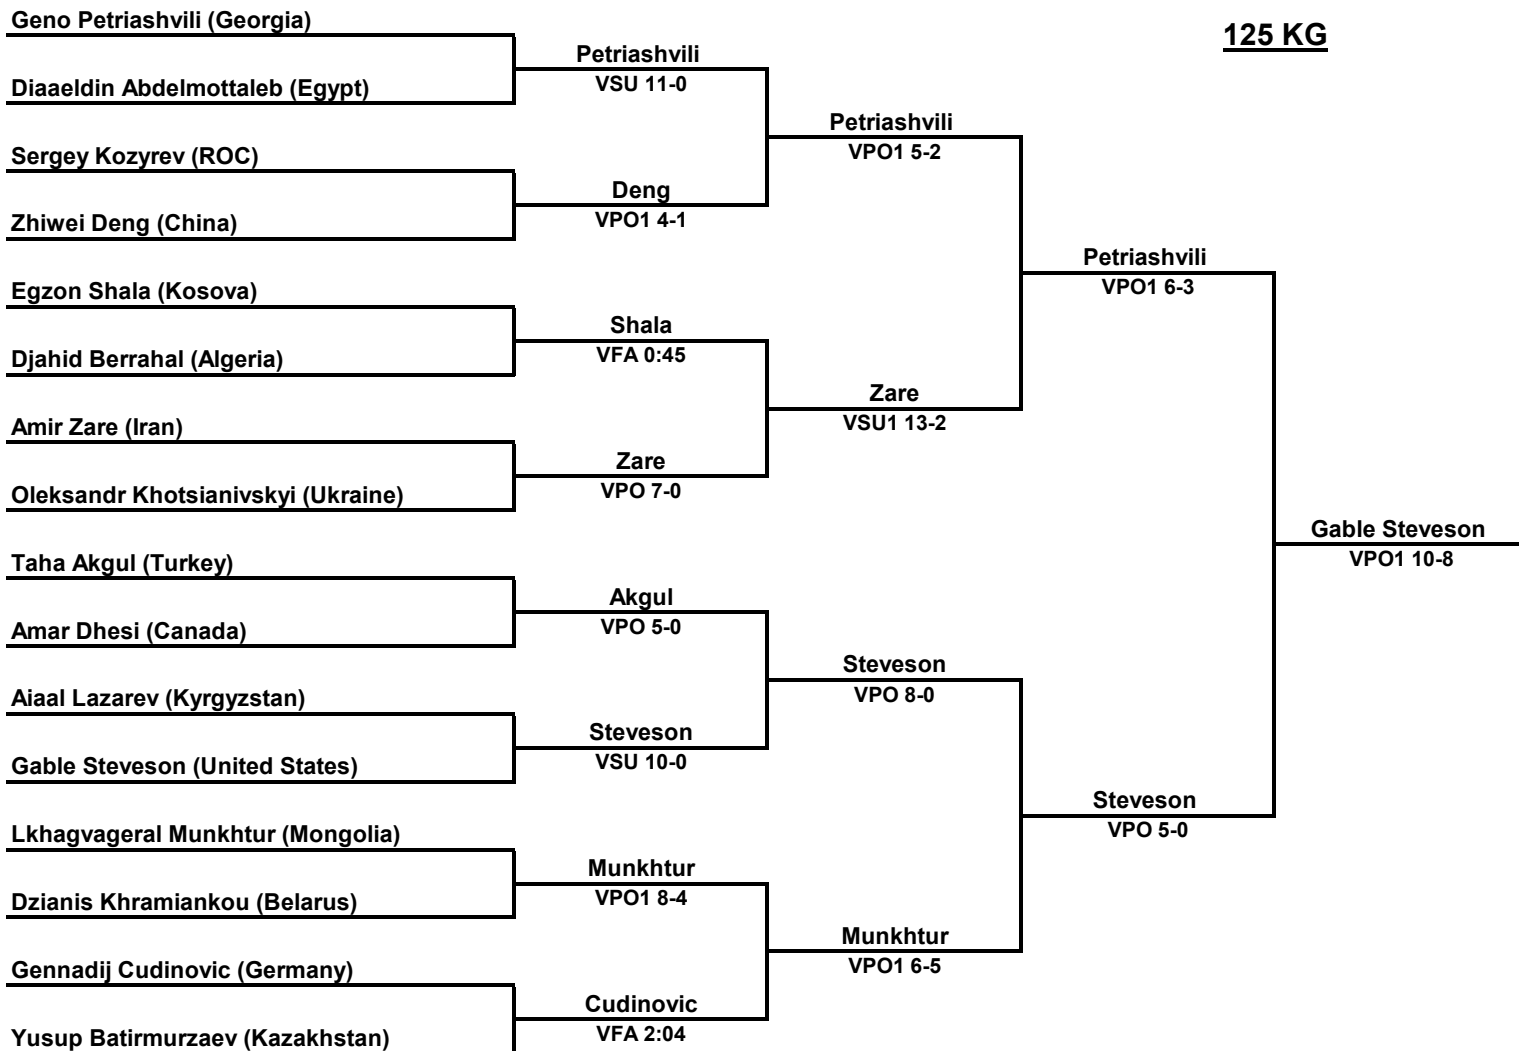 Geno Petriashvili (Georgia)
125 KG
Petriashvili
VSU 11-0
Diaaeldin Abdelmottaleb (Egypt)
Petriashvili
VPO1 5-2
Sergey Kozyrev (ROC)
Deng
VPO1 4-1
Zhiwei Deng (China)
Petriashvili
VPO1 6-3
Egzon Shala (Kosova)
Shala
VFA 0:45
Djahid Berrahal (Algeria)
Zare
VSU1 13-2
Amir Zare (Iran)
Zare
VPO 7-0
Oleksandr Khotsianivskyi (Ukraine)
Gable Steveson
VPO1 10-8
Taha Akgul (Turkey)
Akgul
VPO 5-0
Amar Dhesi (Canada)
Steveson
VPO 8-0
Aiaal Lazarev (Kyrgyzstan)
Steveson
VSU 10-0
Gable Steveson (United States)
Steveson
VPO 5-0
Lkhagvageral Munkhtur (Mongolia)
Munkhtur
VPO1 8-4
Dzianis Khramiankou (Belarus)
Munkhtur
VPO1 6-5
Gennadij Cudinovic (Germany)
Cudinovic
VFA 2:04
Yusup Batirmurzaev (Kazakhstan)